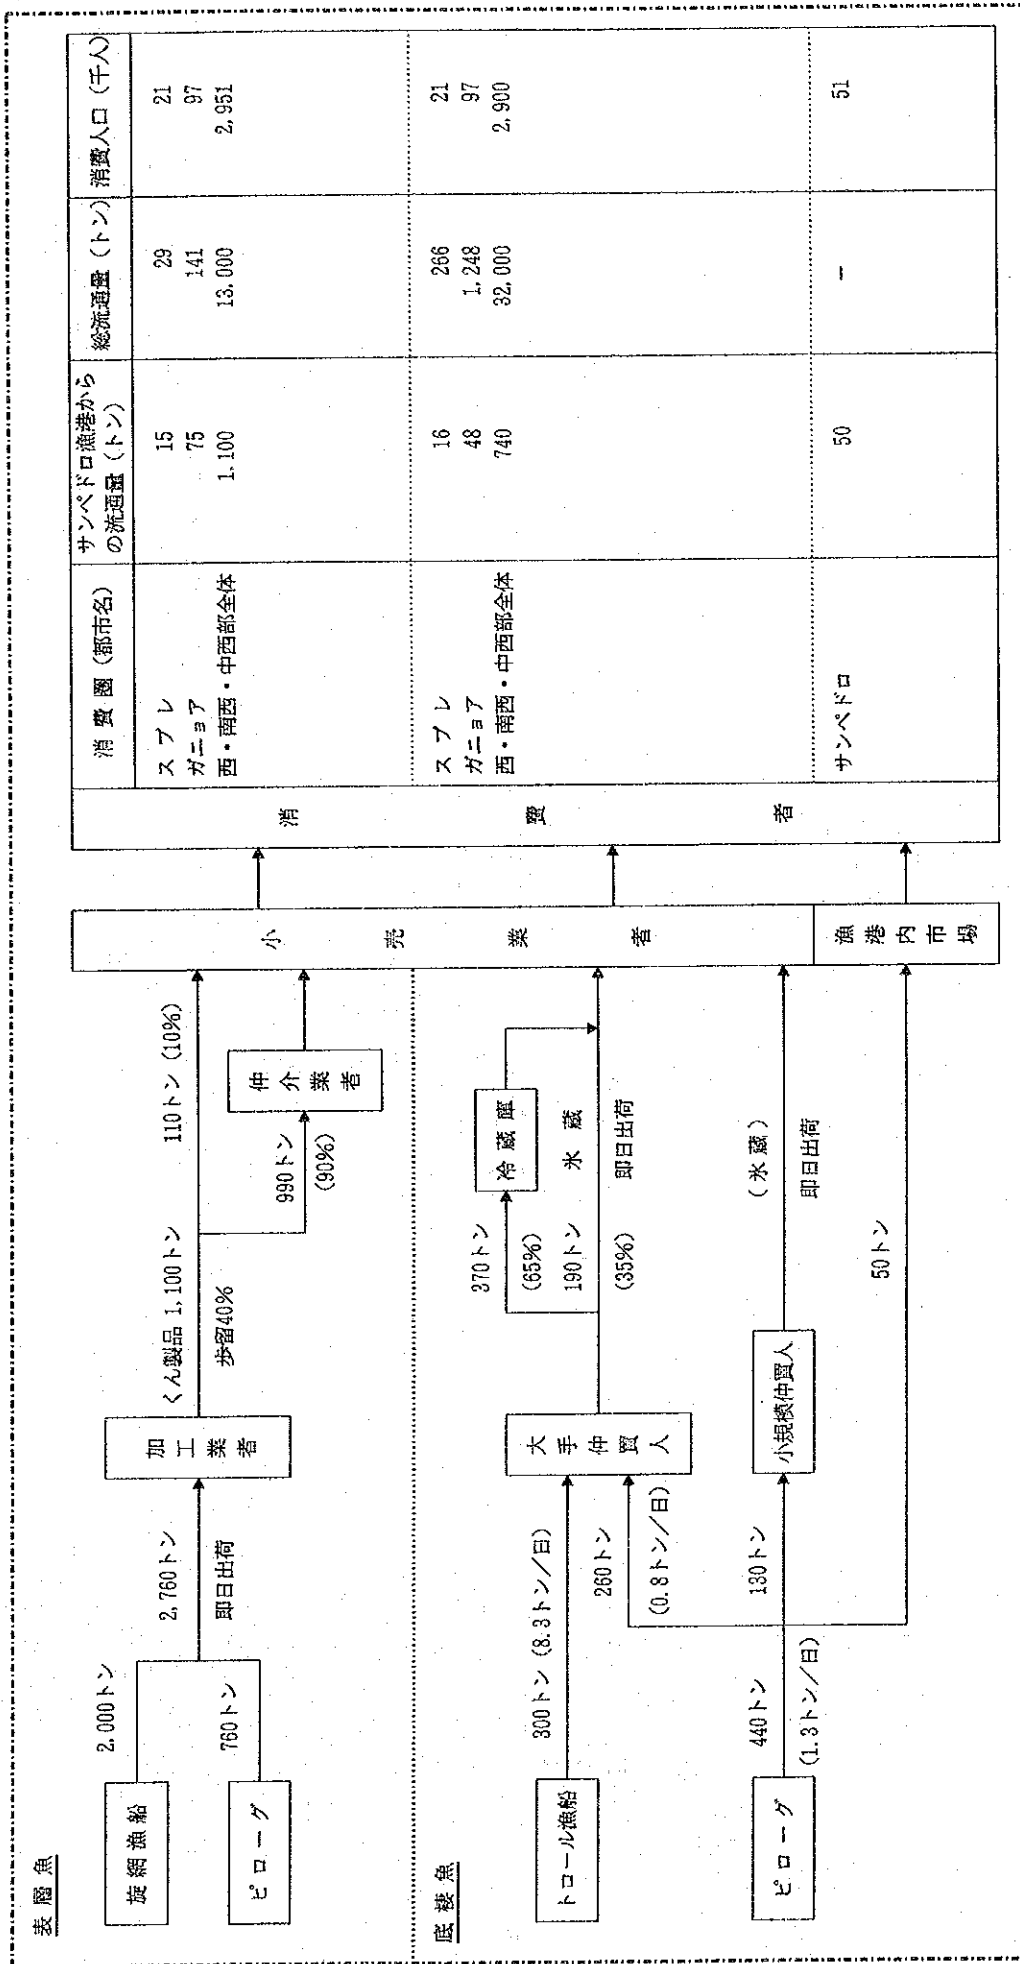 表層魚
旋網漁船
2,000トン
ピローグ
760トン
2,760トン
即日出荷
加工業者
くん製品 1,100トン
歩留40%
110トン (10%)
990トン
(90%)
仲介業者
底棲魚
トロール漁船
300トン (8.3トン/日)
ピローグ
440トン
(1.3トン/日)
260トン
(0.8トン/日)
130トン
50トン
大手仲買人
370トン
(65%)
冷蔵庫
190トン 氷蔵
(35%) 即日出荷
小規模仲買人
(氷蔵)
即日出荷
小売業者
漁港内市場
消費者
消費圏 (都市名) サンペドロ漁港からの流通量 (トン) 総流通量 (トン) 消費人口 (千人)
スブレ 15 29 21
ガニョア 75 141 97
西・南西・中西部全体 1,100 13,000 2,951
スブレ 16 266 21
ガニョア 48 1,248 97
西・南西・中西部全体 740 32,000 2,900
サンペドロ 50 － 51